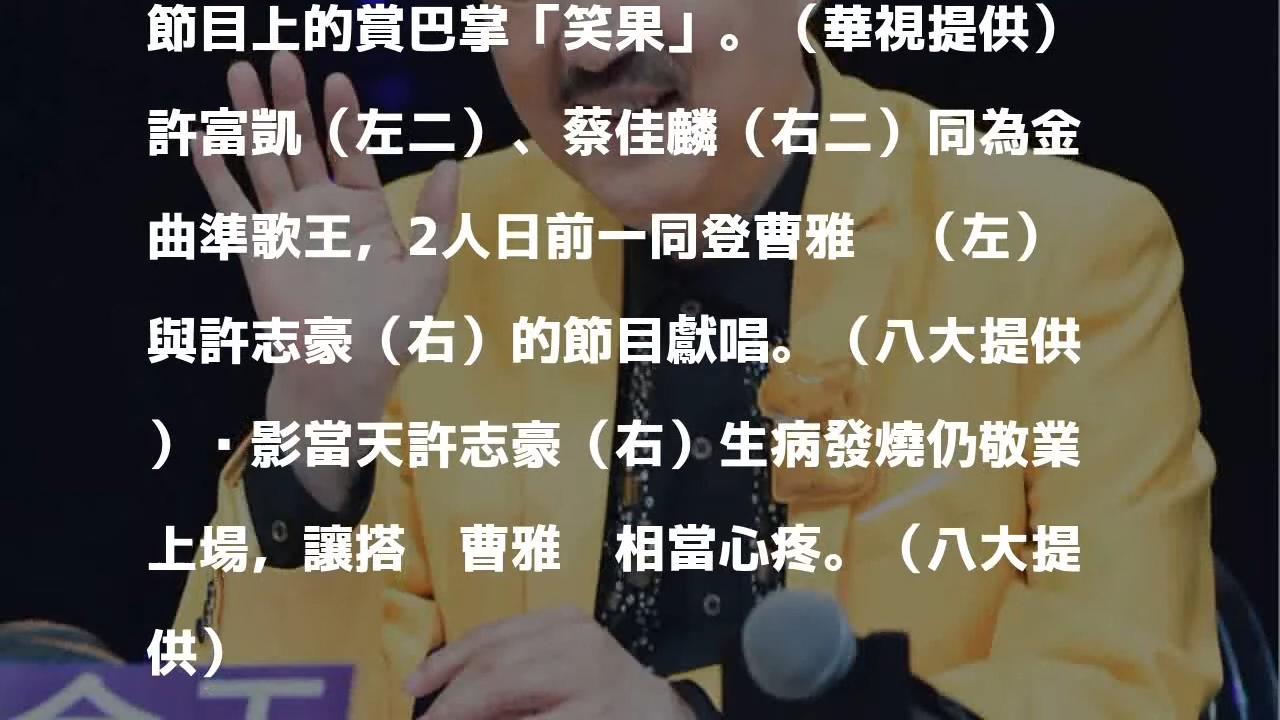 節目上的賞巴掌「笑果」。（華視提供）
許富凱（左二）、蔡佳麟（右二）同為金
曲準歌王，2人日前一同登曹雅　（左）
與許志豪（右）的節目獻唱。（八大提供
）．影當天許志豪（右）生病發燒仍敬業
上場，讓搭　曹雅　相當心疼。（八大提
供）